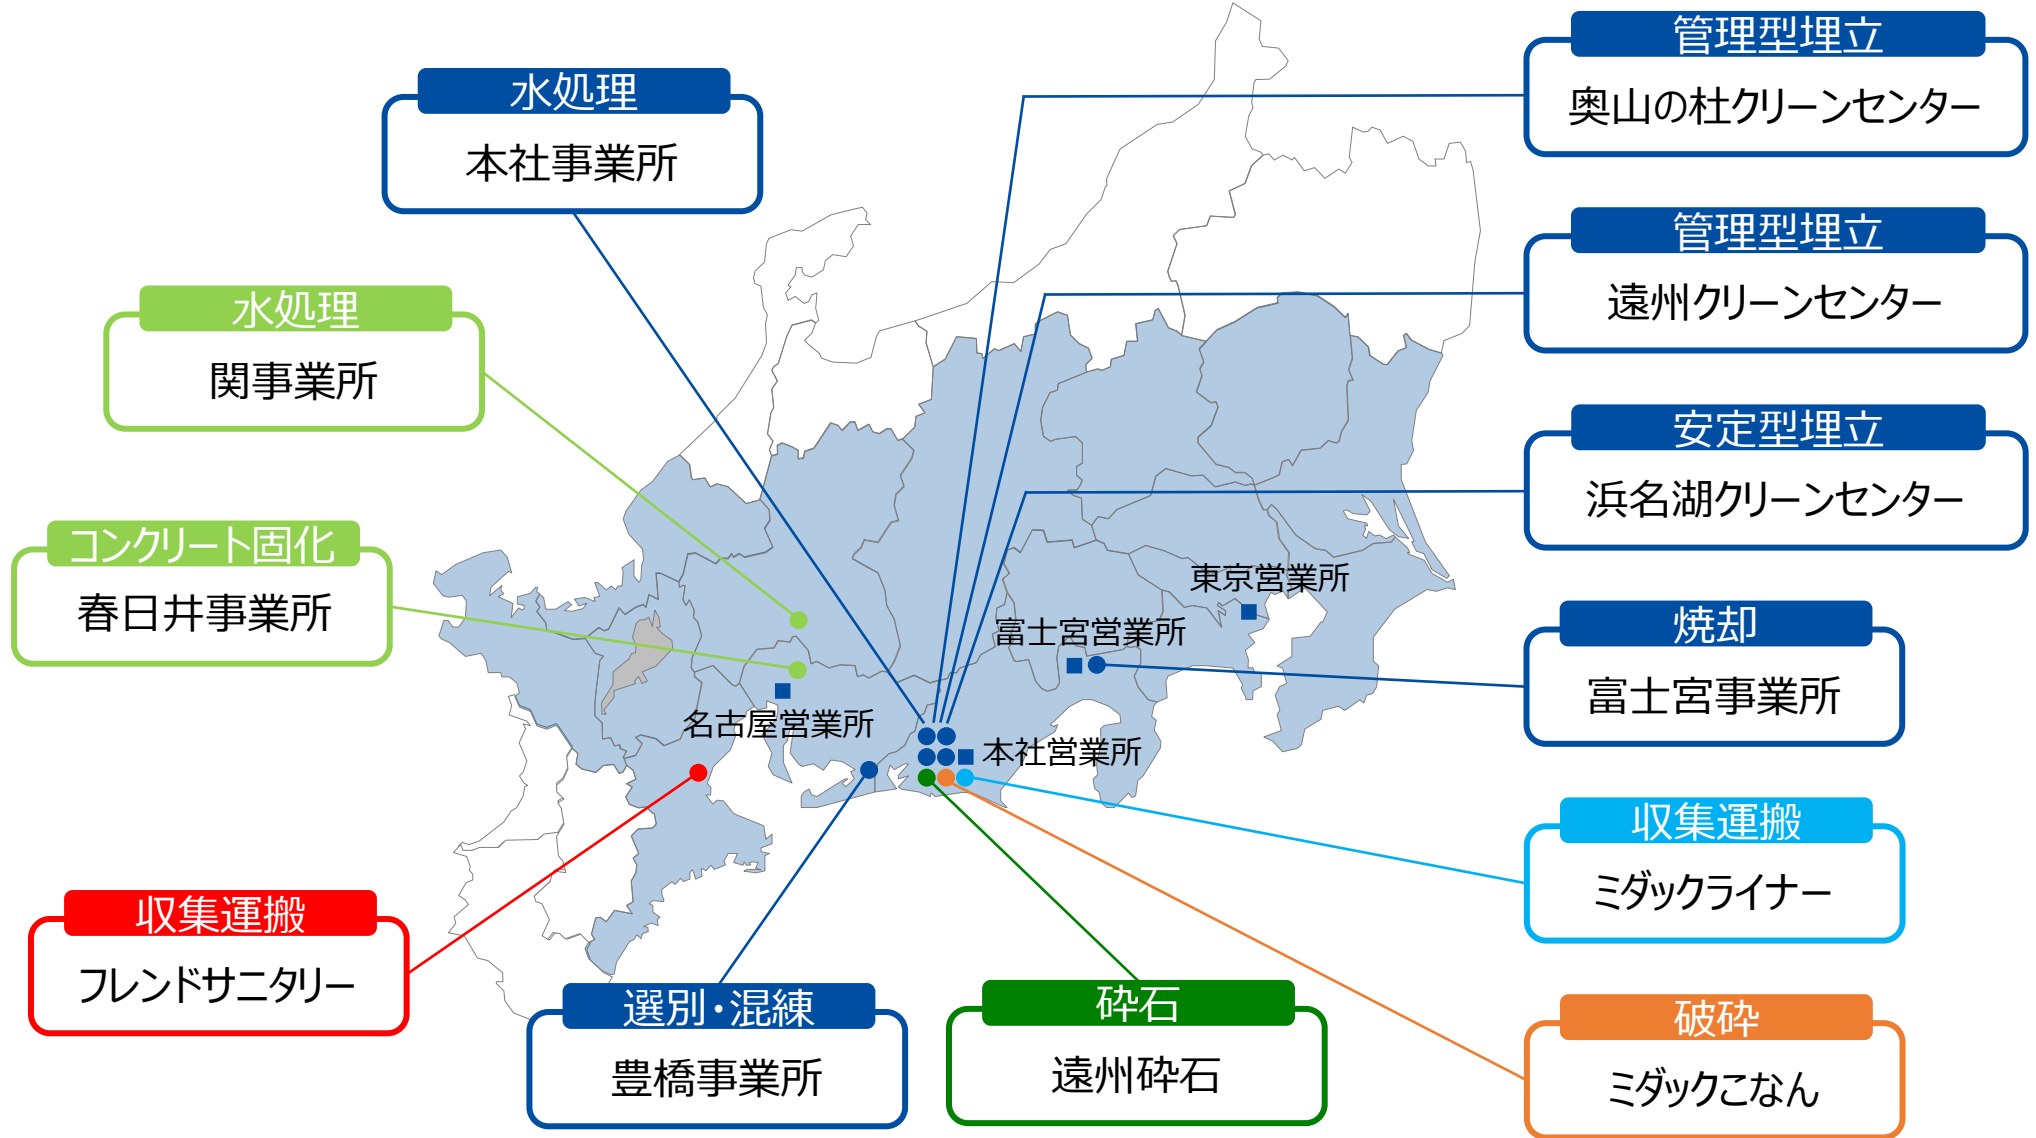 管理型埋立
奥山の杜クリーンセンター
水処理
本社事業所
管理型埋立
遠州クリーンセンター
水処理
関事業所
安定型埋立
浜名湖クリーンセンター
コンクリート固化
春日井事業所
東京営業所
富士宮営業所
焼却
富士宮事業所
名古屋営業所
本社営業所
収集運搬
ミダックライナー
収集運搬
フレンドサニタリー
選別・混練
豊橋事業所
砕石
遠州砕石
破砕
ミダックこなん